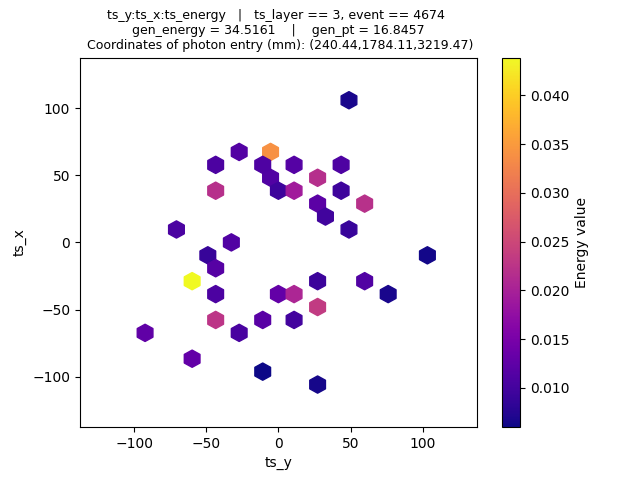 ts_y:ts_x:ts_energy | ts_layer == 3, event == 4674
gen_energy = 34.5161 | gen_pt = 16.8457
Coordinates of photon entry (mm): (240.44,1784.11,3219.47)
100
50
0
−50
−100
ts_x
−100
−50
0
50
100
ts_y
0.040
0.035
0.030
0.025
0.020
0.015
0.010
Energy value